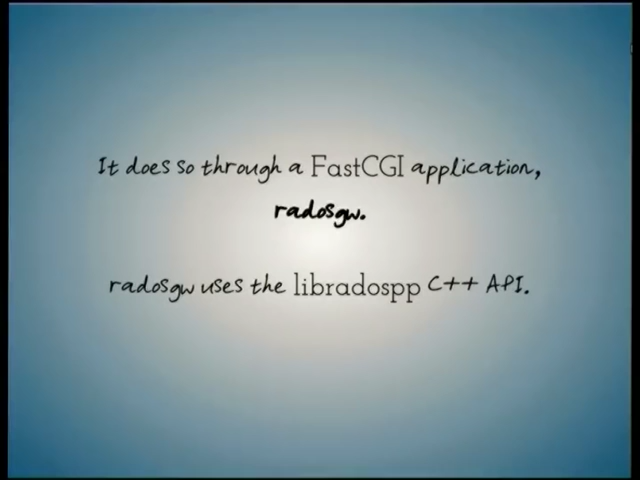 It does so through a FastCGI application,
radosgw.
radosgw uses the libradospp C++ API.